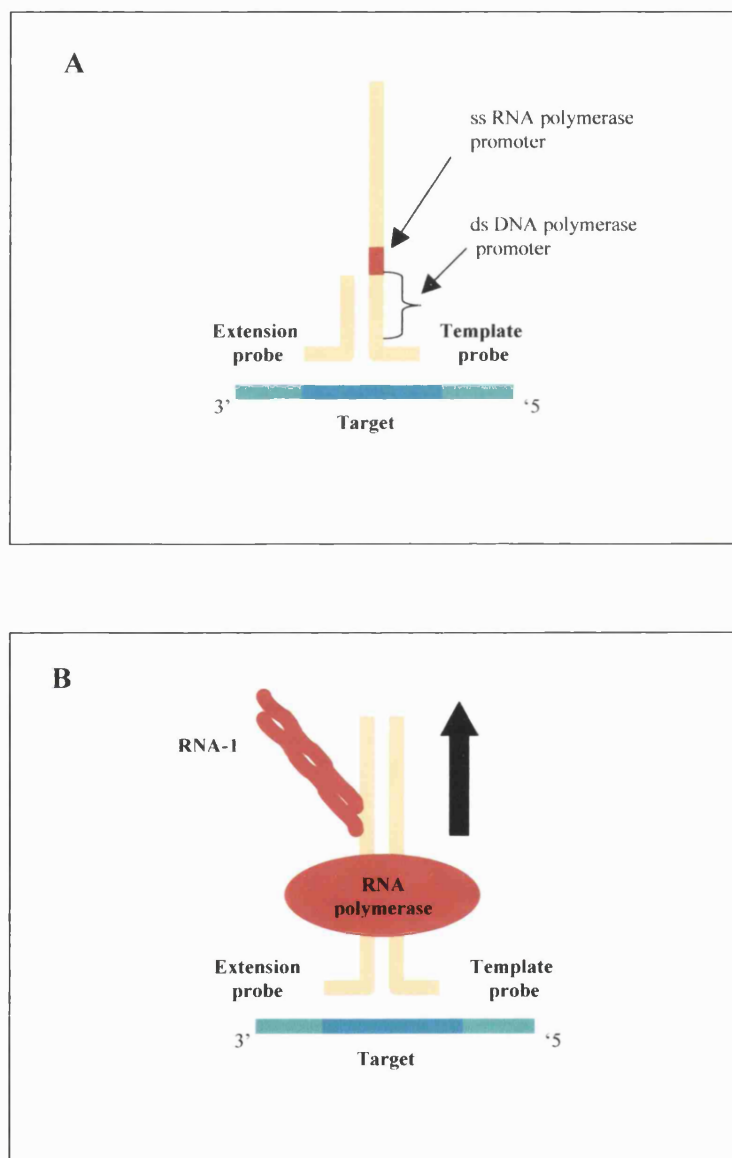 A
ss RNA polymerase
promoter
ds DNA polymerase
promoter
Extension
probe
Template
probe
3’
‘5
Target
B
RNA-1
RNA
polymerase
Extension
probe
Template
probe
3’
‘5
Target